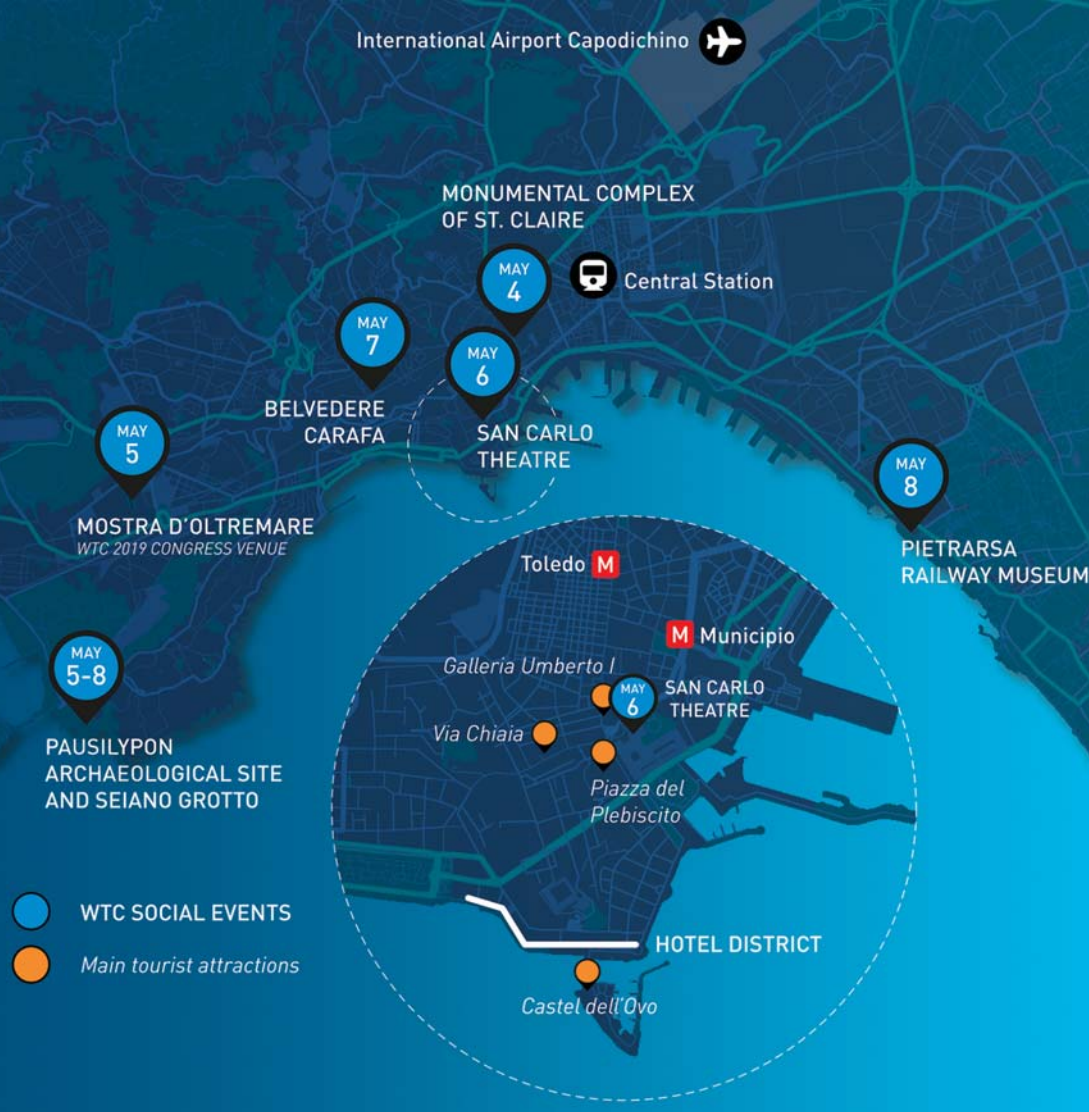 International Airport Capodichino
MONUMENTAL COMPLEX
OF ST. CLAIRE
MAY
4
Central Station
MAY
7
MAY
6
BELVEDERE
CARAFA
SAN CARLO
THEATRE
MAY
5
MOSTRA D'OLTREMARE
WTC 2019 CONGRESS VENUE
MAY
8
PIETRARSA
RAILWAY MUSEUM
MAY
5-8
PAUSILYPON
ARCHAEOLOGICAL SITE
AND SEIANO GROTTO
Toledo M
M Municipio
Galleria Umberto I
MAY
6
SAN CARLO
THEATRE
Via Chiaia
Piazza del
Plebiscito
HOTEL DISTRICT
Castel dell'Ovo
WTC SOCIAL EVENTS
Main tourist attractions